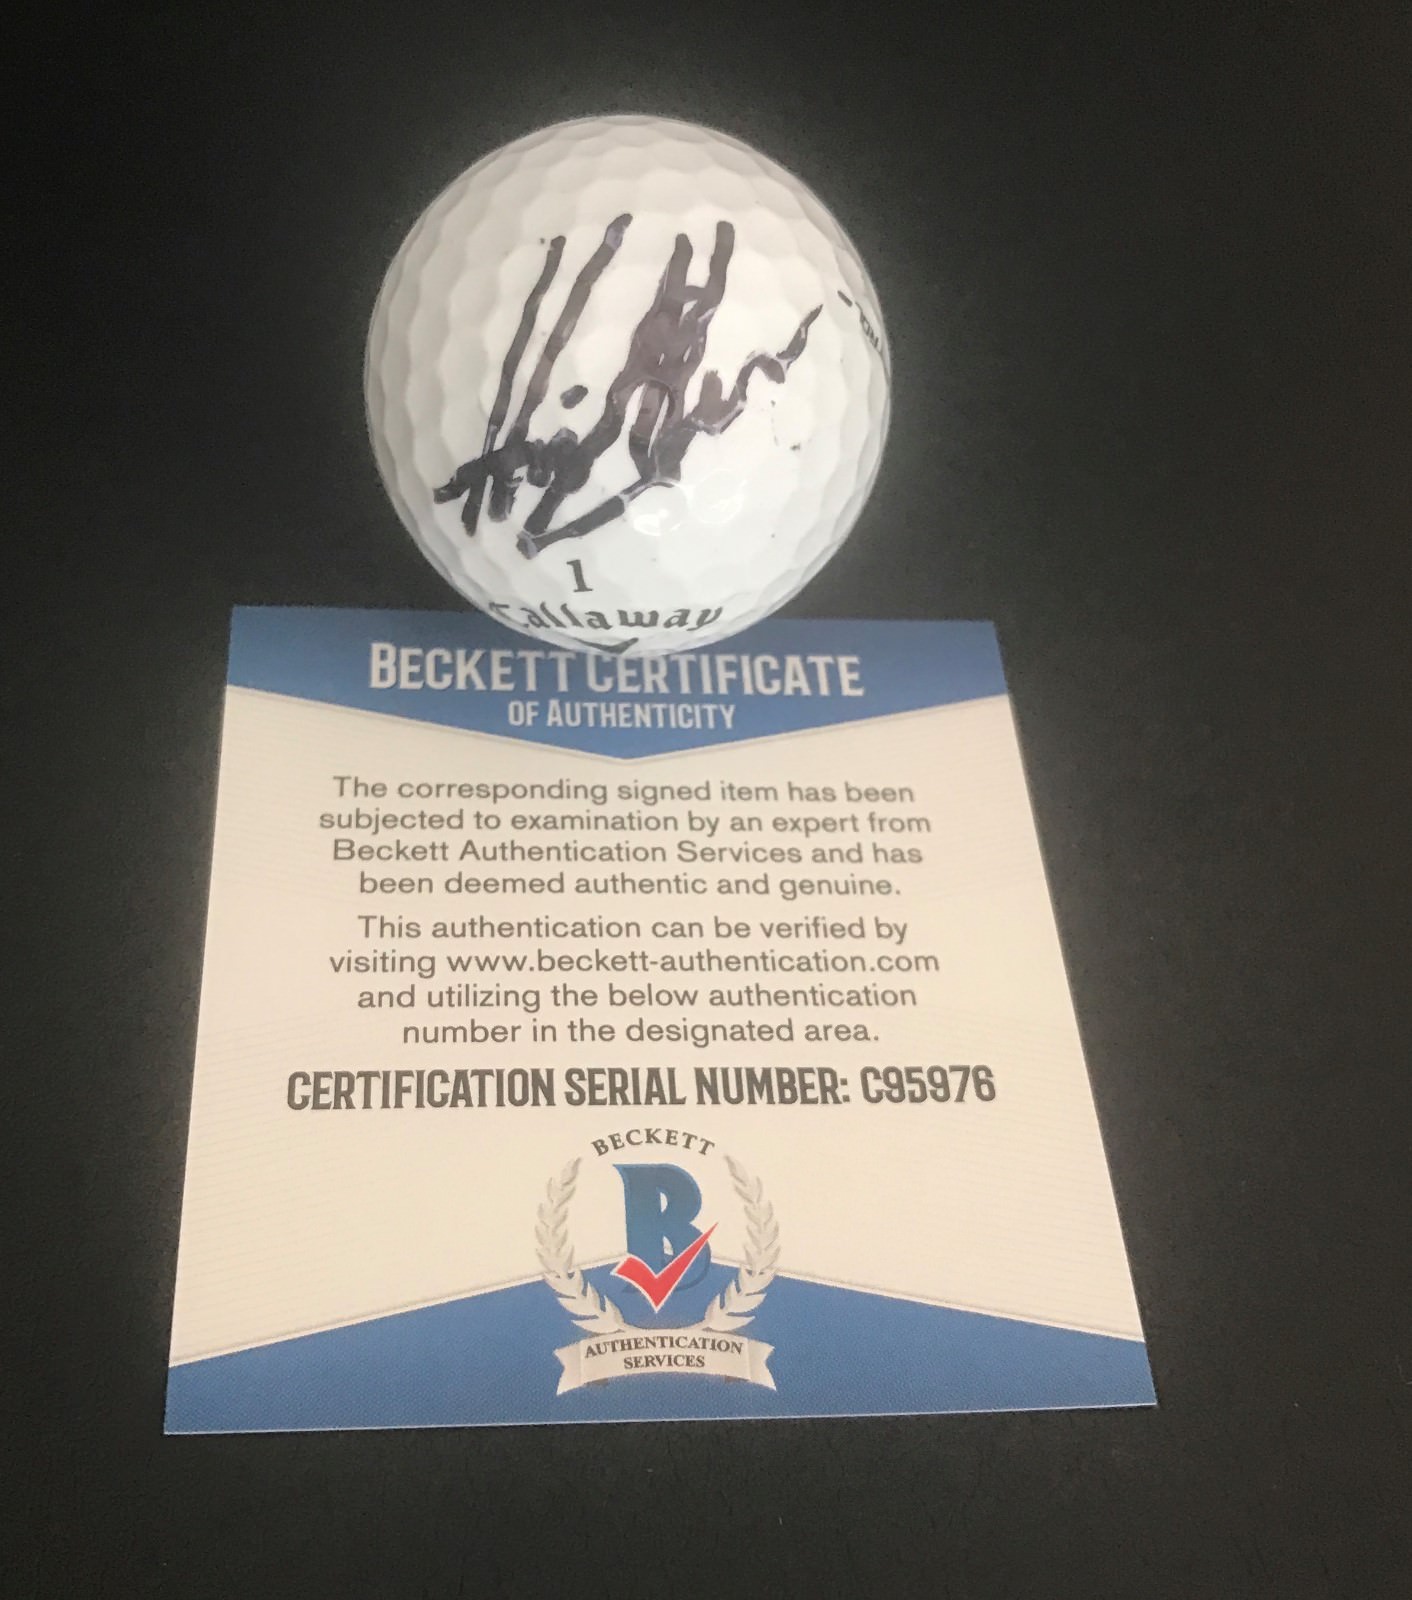 1
Callaway
BECKETT CERTIFICATE
OF AUTHENTICITY
The corresponding signed item has been
subjected to examination by an expert from
Beckett Authentication Services and has
been deemed authentic and genuine.
This authentication can be verified by
visiting www.beckett-authentication.com
and utilizing the below authentication
number in the designated area.
CERTIFICATION SERIAL NUMBER: C95976
BECKETT
B
AUTHENTICATION
SERVICES